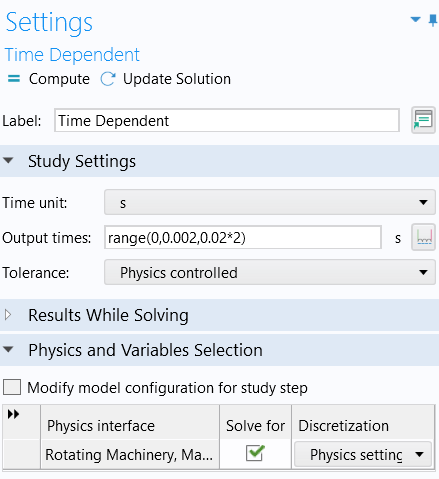 Settings
Time Dependent
= Compute Update Solution
Label: Time Dependent
Study Settings
Time unit: s
Output times: range(0,0.002,0.02*2) s
Tolerance: Physics controlled
Results While Solving
Physics and Variables Selection
Modify model configuration for study step
Physics interface Solve for Discretization
Rotating Machinery, Ma... Physics setting